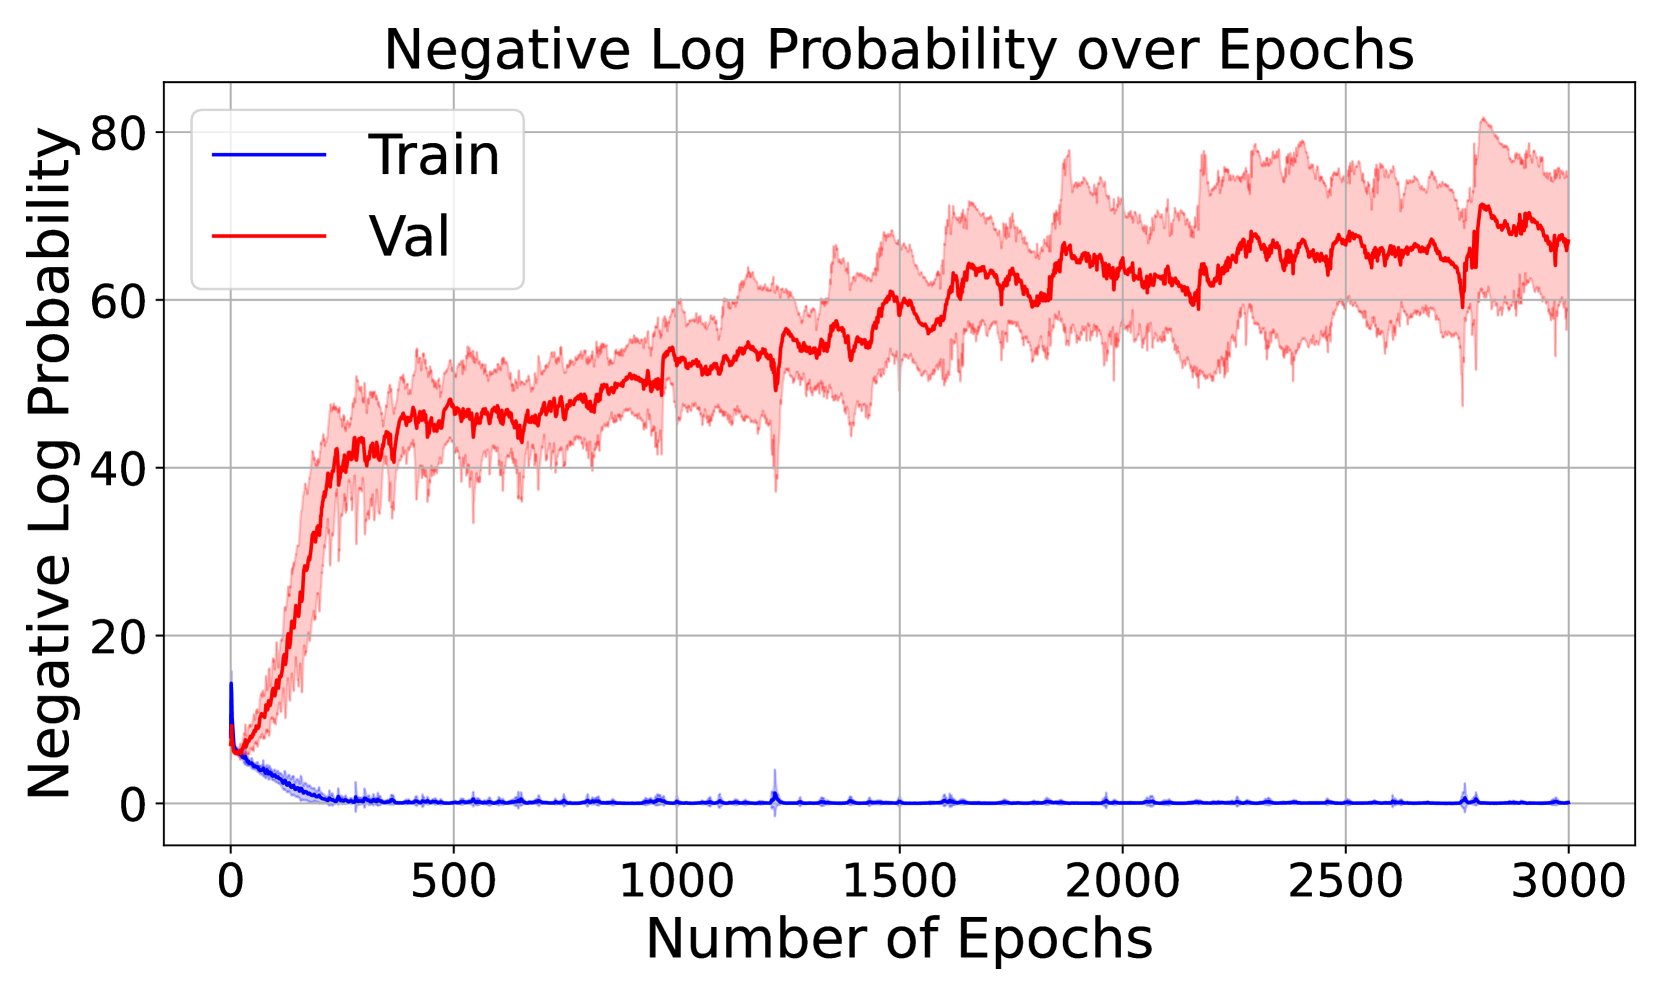 Negative Log Probability over Epochs
Negative Log Probability
80
60
40
20
0
Train
Val
0 500 1000 1500 2000 2500 3000
Number of Epochs